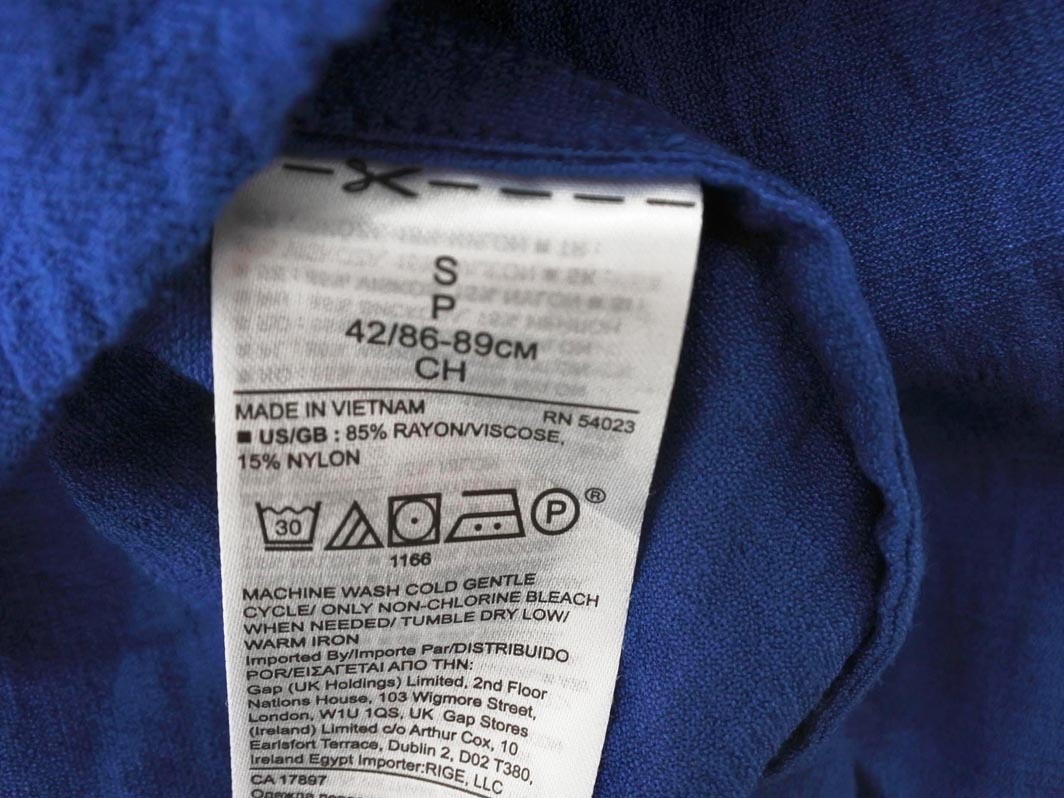 S
P
42/86-89CM
CH
MADE IN VIETNAM RN 54023
■ US/GB : 85% RAYON/VISCOSE,
15% NYLON
30 P ®
1166
MACHINE WASH COLD GENTLE
CYCLE/ ONLY NON-CHLORINE BLEACH
WHEN NEEDED/ TUMBLE DRY LOW/
WARM IRON
Imported By/Importe Par/DISTRIBUIDO
POR/ΕΙΣΑΓΕΤΑΙ ΑΠΟ ΤΗΝ:
Gap (UK Holdings) Limited, 2nd Floor
Nations House, 103 Wigmore Street,
London, W1U 1QS, UK Gap Stores
(Ireland) Limited c/o Arthur Cox, 10
Earlsfort Terrace, Dublin 2, D02 T380,
Ireland Egypt Importer:RIGE, LLC
CA 17897